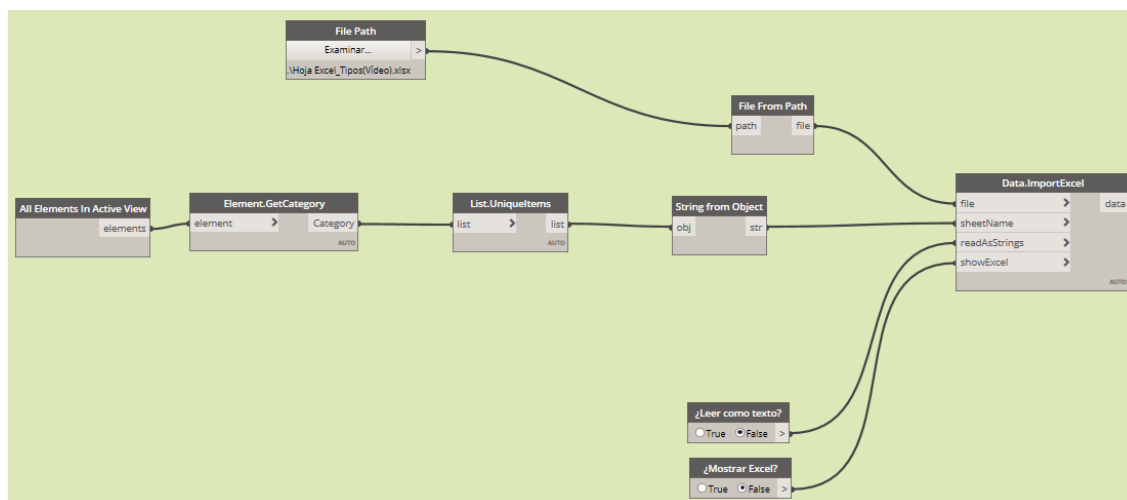 File Path
Examinar... >
.\Hoja Excel_Tipos(Vídeo).xlsx
File From Path
path file
All Elements In Active View
elements
Element.GetCategory
element > Category
AUTO
List.UniqueItems
list > list
AUTO
String from Object
obj str
Data.ImportExcel
file > data
sheetName >
readAsStrings >
showExcel >
AUTO
¿Leer como texto?
True False >
¿Mostrar Excel?
True False >